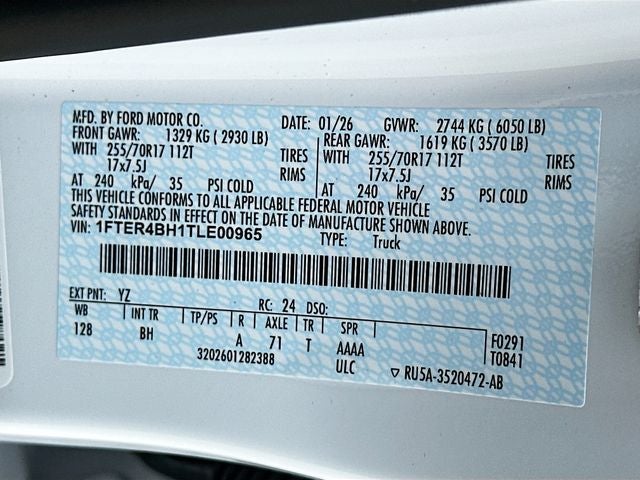 MFD. BY FORD MOTOR CO. DATE: 01/26 GVWR: 2744 KG ( 6050 LB)
FRONT GAWR: 1329 KG ( 2930 LB) REAR GAWR: 1619 KG ( 3570 LB)
WITH 255/70R17 112T TIRES WITH 255/70R17 112T TIRES
17x7.5J RIMS 17x7.5J RIMS
AT 240 kPa/ 35 PSI COLD AT 240 kPa/ 35 PSI COLD
THIS VEHICLE CONFORMS TO ALL APPLICABLE FEDERAL MOTOR VEHICLE
SAFETY STANDARDS IN EFFECT ON THE DATE OF MANUFACTURE SHOWN ABOVE.
VIN: 1FTER4BH1TLE00965 TYPE: Truck
EXT PNT: YZ RC: 24 DSO:
WB INT TR TP/PS R AXLE TR SPR F0291
128 BH A 71 T AAAA T0841
3202601282388 ULC ▽ RU5A-3520472-AB